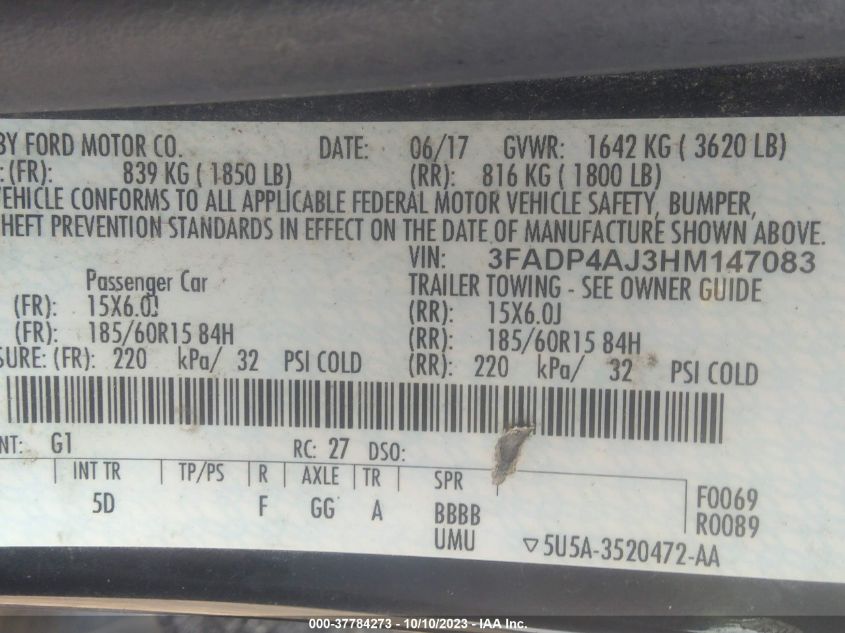 BY FORD MOTOR CO. DATE: 06/17 GVWR: 1642 KG ( 3620 LB)
(FR): 839 KG ( 1850 LB) (RR): 816 KG ( 1800 LB)
VEHICLE CONFORMS TO ALL APPLICABLE FEDERAL MOTOR VEHICLE SAFETY, BUMPER,
THEFT PREVENTION STANDARDS IN EFFECT ON THE DATE OF MANUFACTURE SHOWN ABOVE.
VIN: 3FADP4AJ3HM147083
Passenger Car TRAILER TOWING - SEE OWNER GUIDE
(FR): 15X6.0J (RR): 15X6.0J
(FR): 185/60R15 84H (RR): 185/60R15 84H
SURE: (FR): 220 kPa/ 32 PSI COLD (RR): 220 kPa/ 32 PSI COLD
NT: G1 RC: 27 DSO:
INT TR TP/PS R AXLE TR SPR
5D F GG A BBBB
UMU
F0069
R0089
▽5U5A-3520472-AA
000-37784273 - 10/10/2023 - IAA Inc.